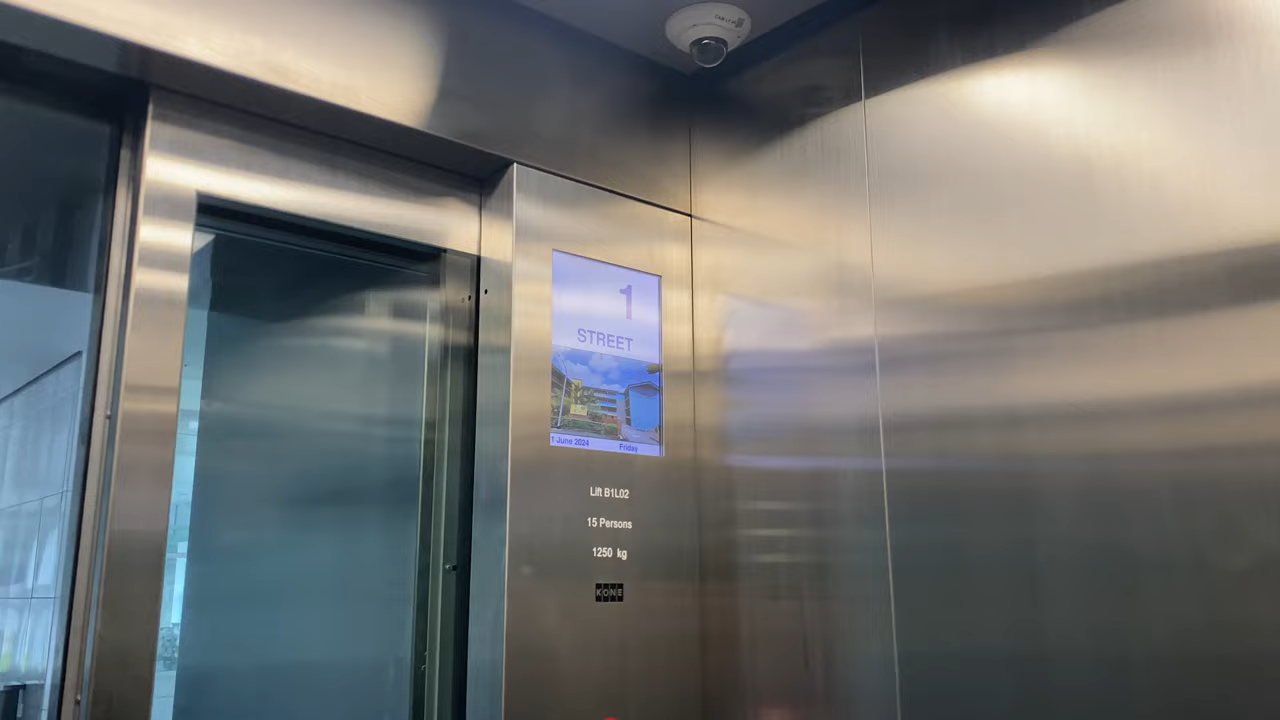 1
STREET
1 June 2024 Friday
Lift B1L02
15 Persons
1250 kg
KONE